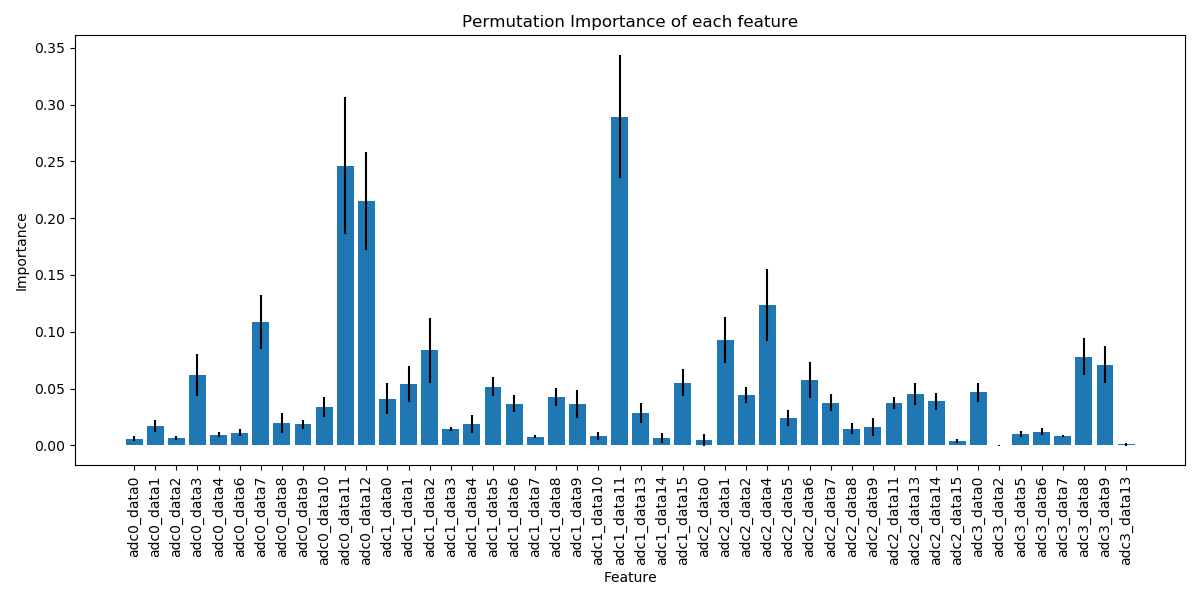 Permutation Importance of each feature
Importance
0.35
0.30
0.25
0.20
0.15
0.10
0.05
0.00
adc0_data0
adc0_data1
adc0_data2
adc0_data3
adc0_data4
adc0_data6
adc0_data7
adc0_data8
adc0_data9
adc0_data10
adc0_data11
adc0_data12
adc1_data0
adc1_data1
adc1_data2
adc1_data3
adc1_data4
adc1_data5
adc1_data6
adc1_data7
adc1_data8
adc1_data9
adc1_data10
adc1_data11
adc1_data13
adc1_data14
adc1_data15
adc2_data0
adc2_data1
adc2_data2
adc2_data4
adc2_data5
adc2_data6
adc2_data7
adc2_data8
adc2_data9
adc2_data11
adc2_data13
adc2_data14
adc2_data15
adc3_data0
adc3_data2
adc3_data5
adc3_data6
adc3_data7
adc3_data8
adc3_data9
adc3_data13
Feature